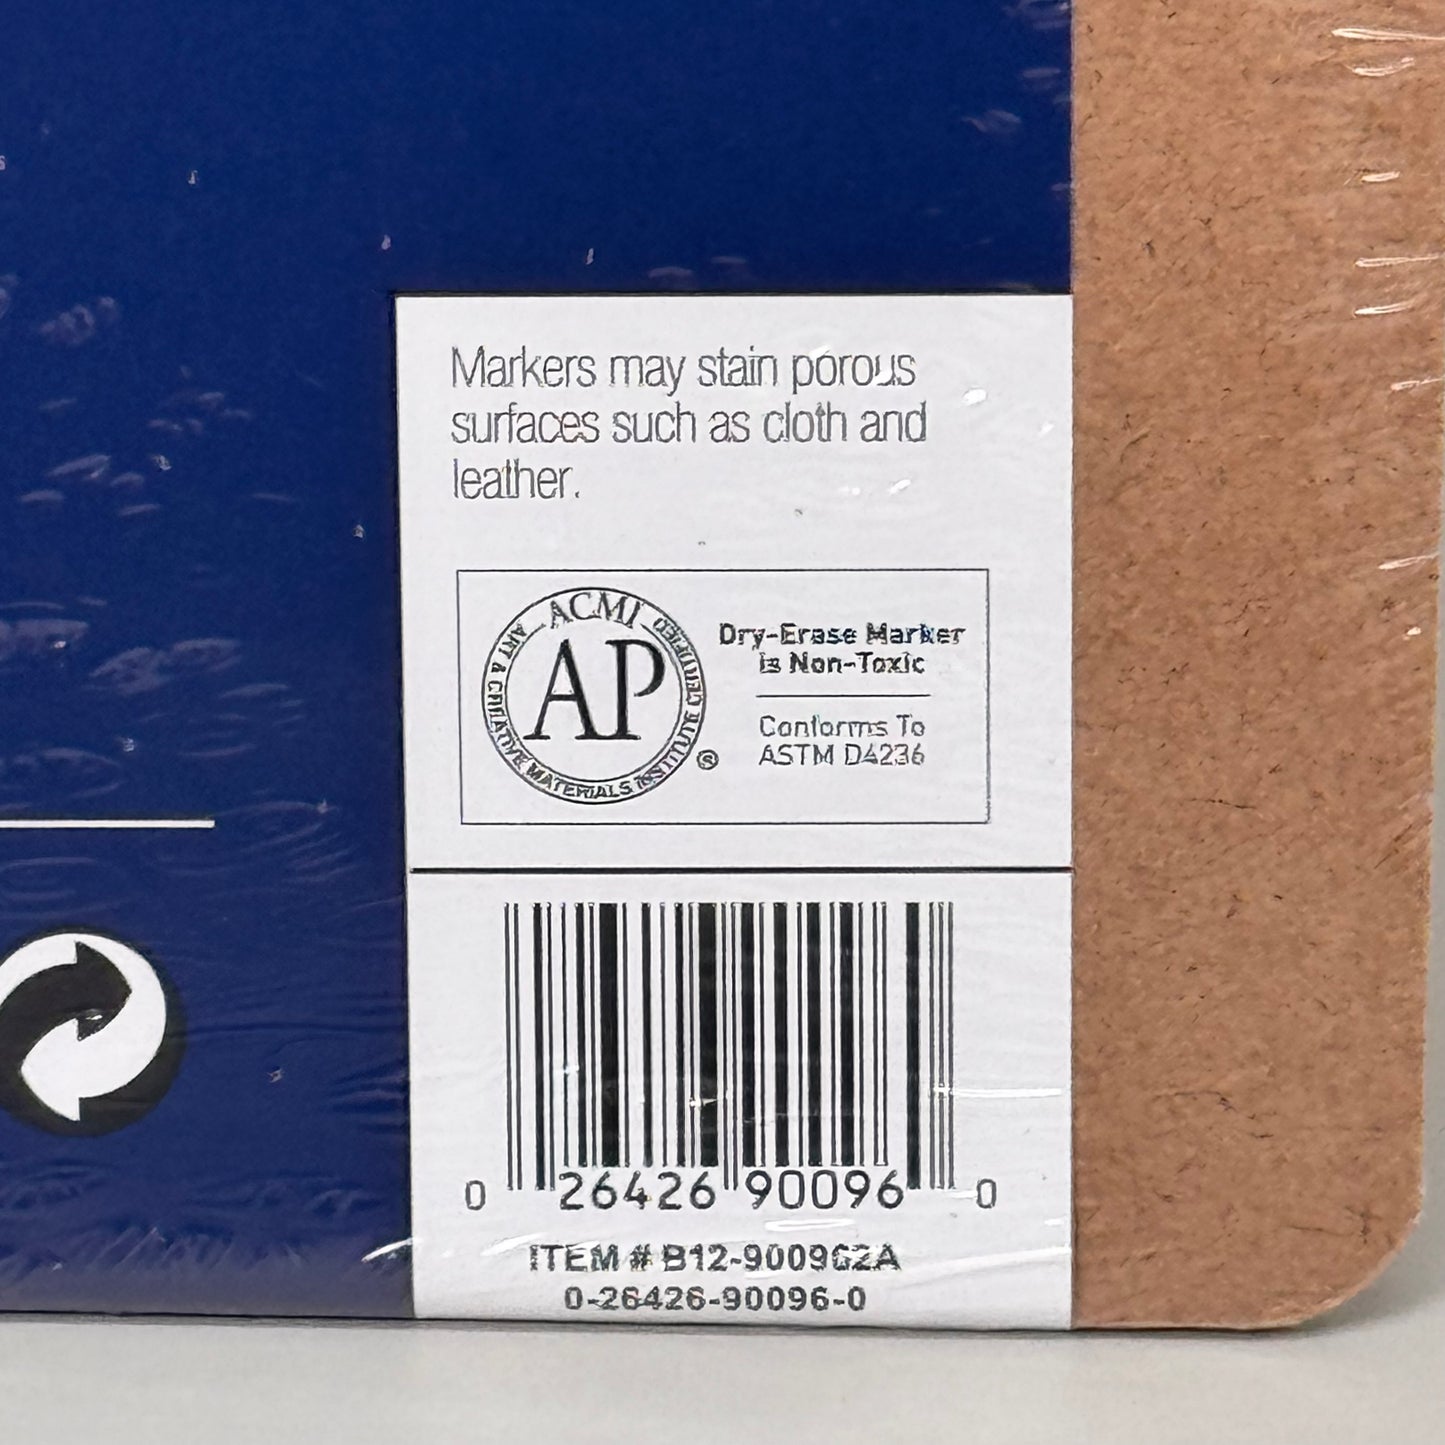 Markers may stain porous
surfaces such as cloth and
leather.
ACMI
ART & CREATIVE MATERIALS INSTITUTE CERTIFIED
AP
®
Dry-Erase Marker
is Non-Toxic
Conforms To
ASTM D4236
0 26426 90096 0
ITEM # B12-900962A
0-26426-90096-0